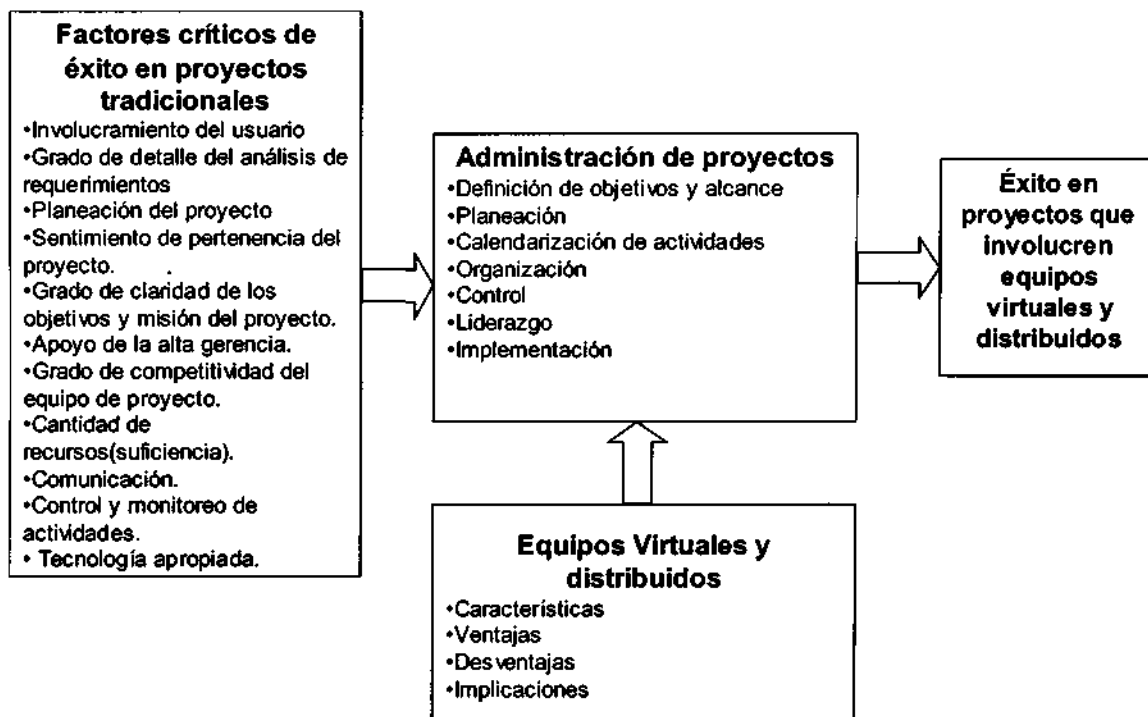 Factores críticos de
éxito en proyectos
tradicionales
•Involucramiento del usuario
•Grado de detalle del análisis de
requerimientos
•Planeación del proyecto
•Sentimiento de pertenencia del
proyecto.
•Grado de claridad de los
objetivos y misión del proyecto.
•Apoyo de la alta gerencia.
•Grado de competitividad del
equipo de proyecto.
•Cantidad de
recursos(suficiencia).
•Comunicación.
•Control y monitoreo de
actividades.
• Tecnología apropiada.
Administración de proyectos
•Definición de objetivos y alcance
•Planeación
•Calendarización de actividades
•Organización
•Control
•Liderazgo
•Implementación
Éxito en
proyectos que
involucren
equipos
virtuales y
distribuidos
Equipos Virtuales y
distribuidos
•Características
•Ventajas
•Desventajas
•Implicaciones